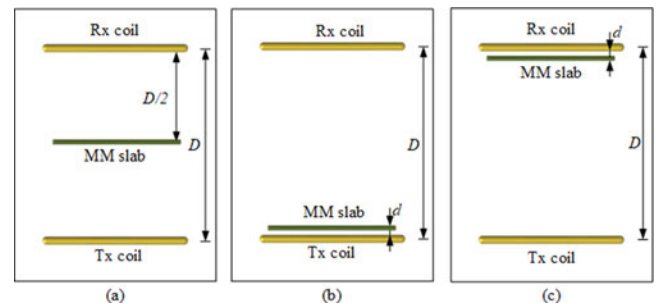 Rx coil
D/2
D
MM slab
Tx coil
(a)
Rx coil
D
MM slab
d
Tx coil
(b)
Rx coil
d
MM slab
D
Tx coil
(c)